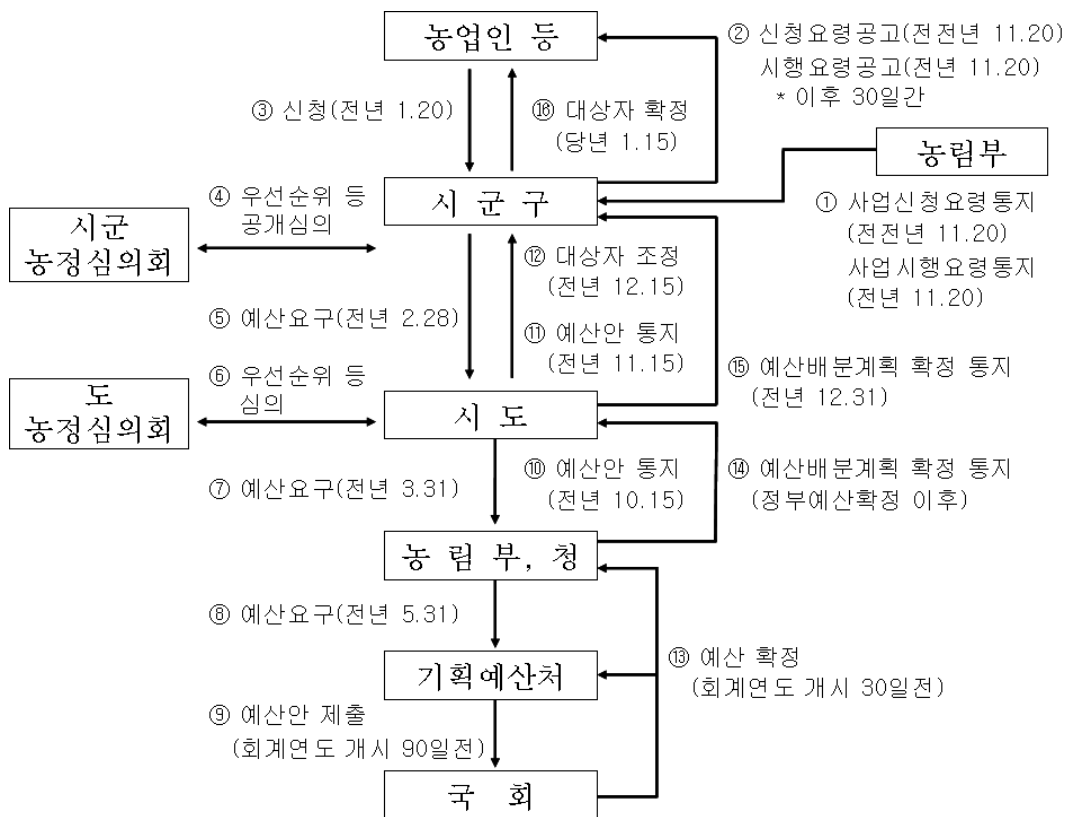 농업인 등
② 신청요령공고(전전년 11.20)
시행요령공고(전년 11.20)
* 이후 30일간
③ 신청(전년 1.20)
⑯ 대상자 확정
(당년 1.15)
농림부
① 사업신청요령통지
(전전년 11.20)
사업시행요령통지
(전년 11.20)
시 군 구
④ 우선순위 등
공개심의
시군
농정심의회
⑫ 대상자 조정
(전년 12.15)
⑤ 예산요구(전년 2.28)
⑪ 예산안 통지
(전년 11.15)
⑮ 예산배분계획 확정 통지
(전년 12.31)
⑥ 우선순위 등
심의
도
농정심의회
시 도
⑦ 예산요구(전년 3.31)
⑩ 예산안 통지
(전년 10.15)
⑭ 예산배분계획 확정 통지
(정부예산확정 이후)
농 림 부, 청
⑧ 예산요구(전년 5.31)
기획예산처
⑬ 예산 확정
(회계연도 개시 30일전)
⑨ 예산안 제출
(회계연도 개시 90일전)
국 회